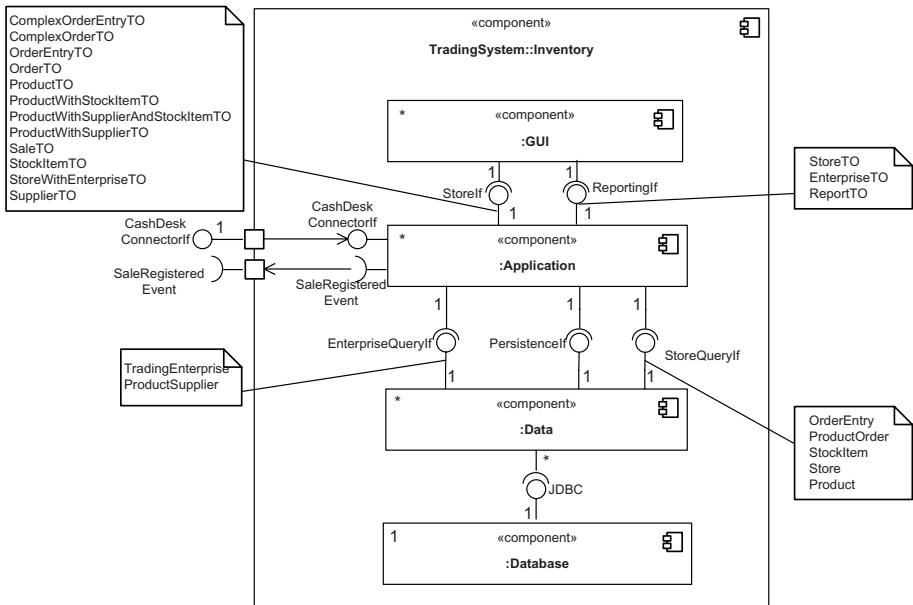 ComplexOrderEntryTO
ComplexOrderTO
OrderEntryTO
OrderTO
ProductTO
ProductWithStockItemTO
ProductWithSupplierAndStockItemTO
ProductWithSupplierTO
SaleTO
StockItemTO
StoreWithEnterpriseTO
SupplierTO
«component»
TradingSystem::Inventory
*
«component»
:GUI
1
1
StoreIf
ReportingIf
1
1
StoreTO
EnterpriseTO
ReportTO
CashDesk
ConnectorIf
1
CashDesk
ConnectorIf
SaleRegistered
Event
SaleRegistered
Event
*
«component»
:Application
1
1
1
EnterpriseQueryIf
PersistenceIf
StoreQueryIf
1
1
1
TradingEnterprise
ProductSupplier
OrderEntry
ProductOrder
StockItem
Store
Product
*
«component»
:Data
*
JDBC
1
1
«component»
:Database